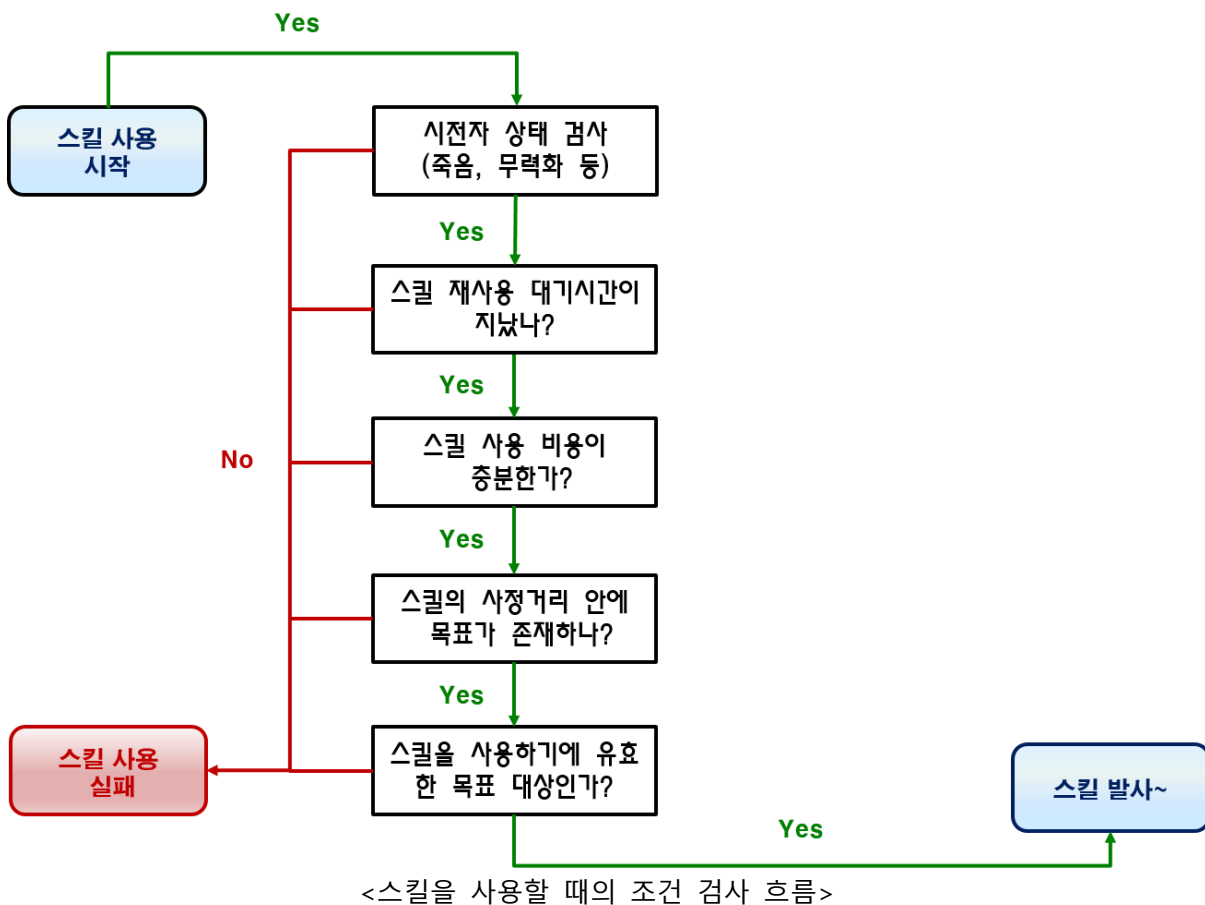 Yes
스킬 사용
시작
시전자 상태 검사
(죽음, 무력화 등)
Yes
스킬 재사용 대기시간이
지났나?
Yes
스킬 사용 비용이
충분한가?
No
Yes
스킬의 사정거리 안에
목표가 존재하나?
Yes
스킬 사용
실패
스킬을 사용하기에 유효
한 목표 대상인가?
스킬 발사~
Yes
<스킬을 사용할 때의 조건 검사 흐름>